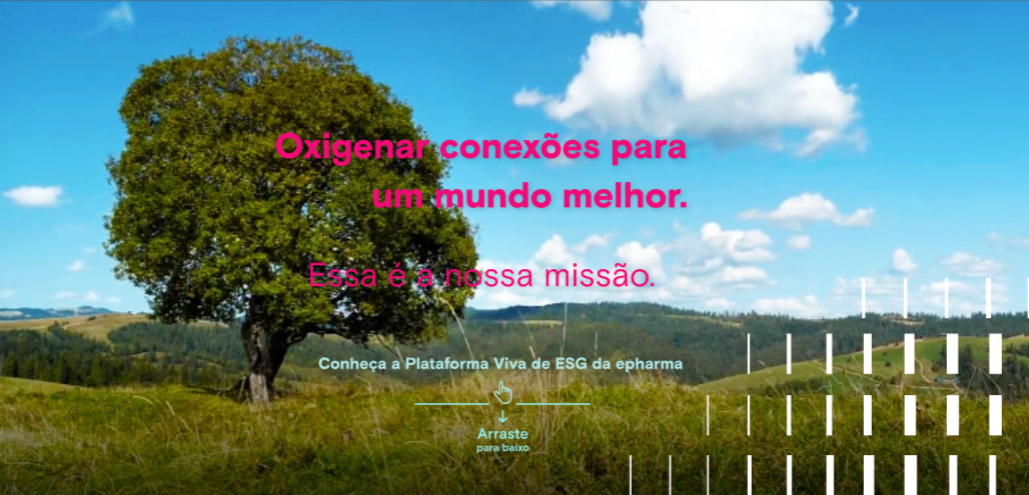 Oxigenar conexões para
um mundo melhor.
Essa é a nossa missão.
Conheça a Plataforma Viva de ESG da epharma
Arraste
para baixo